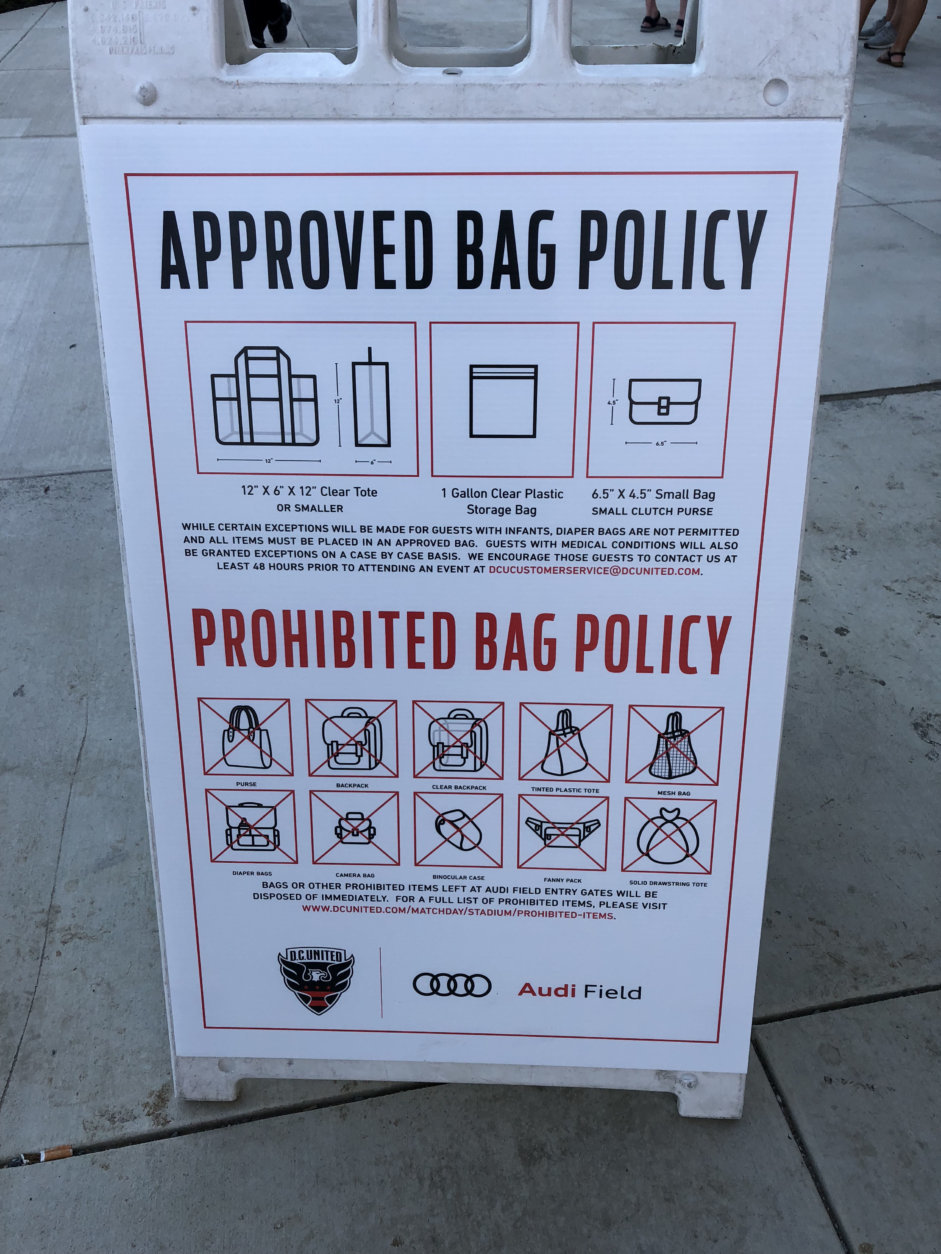 APPROVED BAG POLICY
12"
12"
6"
4.5"
6.5"
12" X 6" X 12" Clear Tote
OR SMALLER
1 Gallon Clear Plastic
Storage Bag
6.5" X 4.5" Small Bag
SMALL CLUTCH PURSE
WHILE CERTAIN EXCEPTIONS WILL BE MADE FOR GUESTS WITH INFANTS, DIAPER BAGS ARE NOT PERMITTED
AND ALL ITEMS MUST BE PLACED IN AN APPROVED BAG. GUESTS WITH MEDICAL CONDITIONS WILL ALSO
BE GRANTED EXCEPTIONS ON A CASE BY CASE BASIS. WE ENCOURAGE THOSE GUESTS TO CONTACT US AT
LEAST 48 HOURS PRIOR TO ATTENDING AN EVENT AT DCUCUSTOMERSERVICE@DCUNITED.COM.
PROHIBITED BAG POLICY
PURSE
BACKPACK
CLEAR BACKPACK
TINTED PLASTIC TOTE
MESH BAG
DIAPER BAGS
CAMERA BAG
BINOCULAR CASE
FANNY PACK
SOLID DRAWSTRING TOTE
BAGS OR OTHER PROHIBITED ITEMS LEFT AT AUDI FIELD ENTRY GATES WILL BE
DISPOSED OF IMMEDIATELY. FOR A FULL LIST OF PROHIBITED ITEMS, PLEASE VISIT
WWW.DCUNITED.COM/MATCHDAY/STADIUM/PROHIBITED-ITEMS.
D.C.UNITED
Audi Field